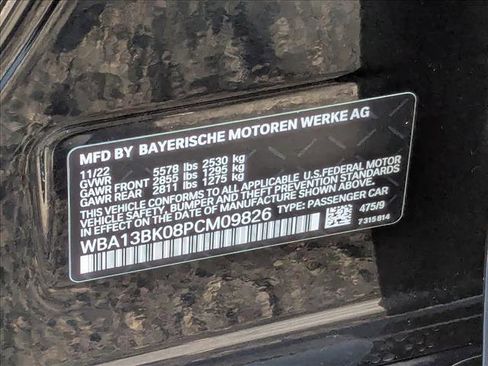 MFD BY BAYERISCHE MOTOREN WERKE AG
11/22
GVWR 5578 lbs 2530 kg
GAWR FRONT 2855 lbs 1295 kg
GAWR REAR 2811 lbs 1275 kg
THIS VEHICLE CONFORMS TO ALL APPLICABLE U.S. FEDERAL MOTOR
VEHICLE SAFETY, BUMPER AND THEFT PREVENTION STANDARDS
IN EFFECT ON THE DATE OF MANUFACTURE SHOWN ABOVE.
WBA13BK08PCM09826 TYPE: PASSENGER CAR
475/9
7 315 814